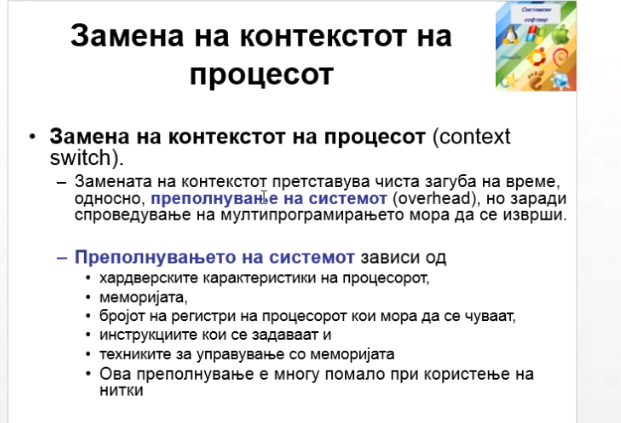 Замена на контекстот на
процесот
Системски
софтвер
• Замена на контекстот на процесот (context
switch).
– Замената на контекстот претставува чиста загуба на време,
односно, преполнување на системот (overhead), но заради
спроведување на мултипрограмирањето мора да се изврши.
– Преполнувањето на системот зависи од
• хардверските карактеристики на процесорот,
• меморијата,
• бројот на регистри на процесорот кои мора да се чуваат,
• инструкциите кои се задаваат и
• техниките за управување со меморијата
• Ова преполнување е многу помало при користење на
нитки